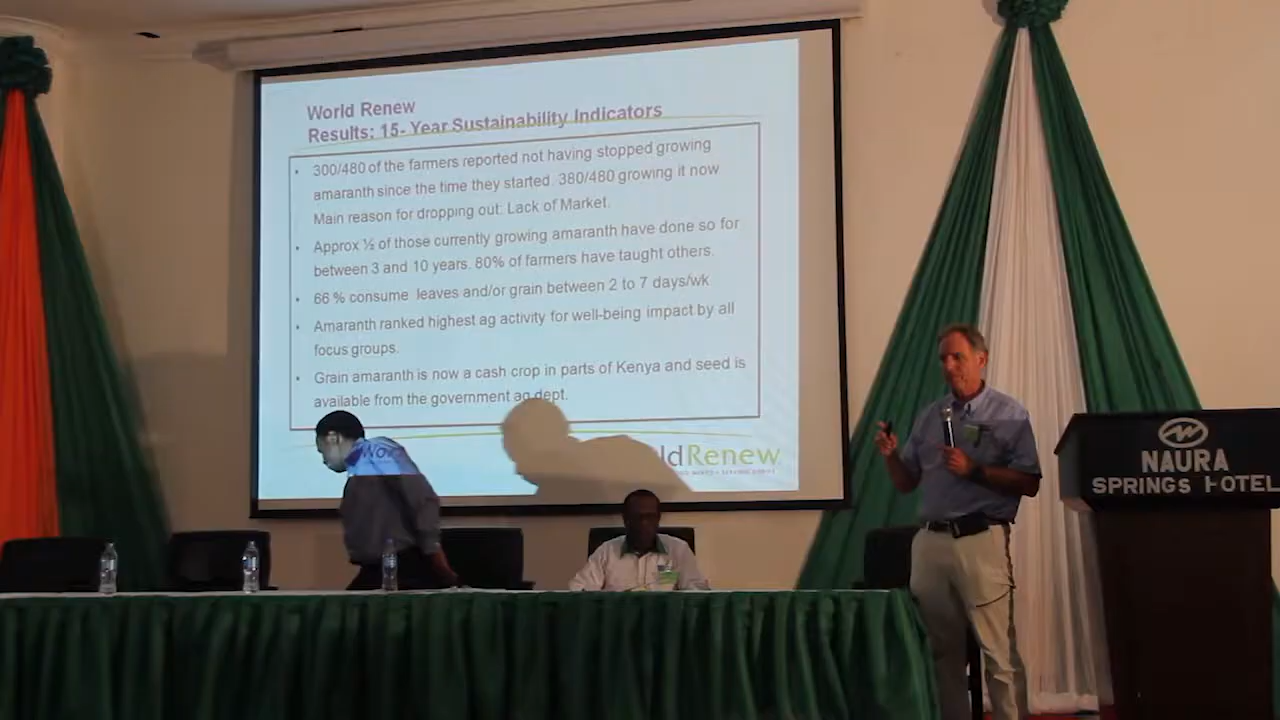 World Renew
Results: 15- Year Sustainability Indicators
• 300/480 of the farmers reported not having stopped growing
amaranth since the time they started. 380/480 growing it now
Main reason for dropping out: Lack of Market.
• Approx ½ of those currently growing amaranth have done so for
between 3 and 10 years. 80% of farmers have taught others.
• 66 % consume leaves and/or grain between 2 to 7 days/wk
• Amaranth ranked highest ag activity for well-being impact by all
focus groups.
• Grain amaranth is now a cash crop in parts of Kenya and seed is
available from the government ag dept.
ldRenew
NAURA
SPRINGS HOTEL